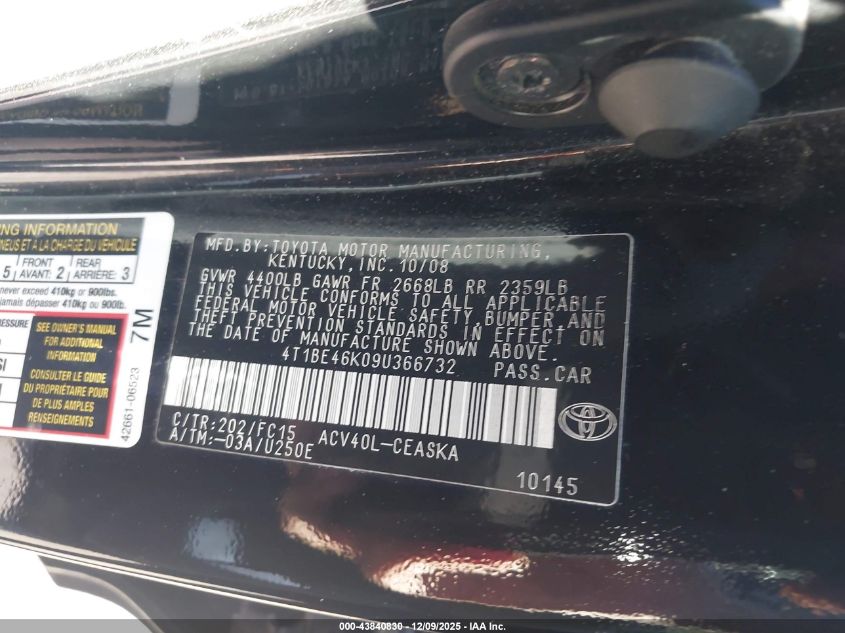 NG INFORMATION
NEUS ET À LA CHARGE DU VÉHICULE
5 FRONT AVANT: 2 REAR ARRIÈRE: 3
never exceed 410kg or 900lbs.
jamais dépasser 410kg ou 900lb.
RESSURE
SEE OWNER'S MANUAL
FOR ADDITIONAL
INFORMATION
CONSULTER LE GUIDE
DU PROPRIÉTAIRE POUR
DE PLUS AMPLES
RENSEIGNEMENTS
7M
42661-06523
MFD. BY: TOYOTA MOTOR MANUFACTURING,
KENTUCKY, INC. 10/08
GVWR 4400LB GAWR FR 2668LB RR 2359LB
THIS VEHICLE CONFORMS TO ALL APPLICABLE
FEDERAL MOTOR VEHICLE SAFETY, BUMPER, AND
THEFT PREVENTION STANDARDS IN EFFECT ON
THE DATE OF MANUFACTURE SHOWN ABOVE.
4T1BE46K09U366732 PASS.CAR
C/TR:202/FC15
A/TM:-03A/U250E ACV40L-CEASKA
10145
000-43840830 - 12/09/2025 - IAA Inc.